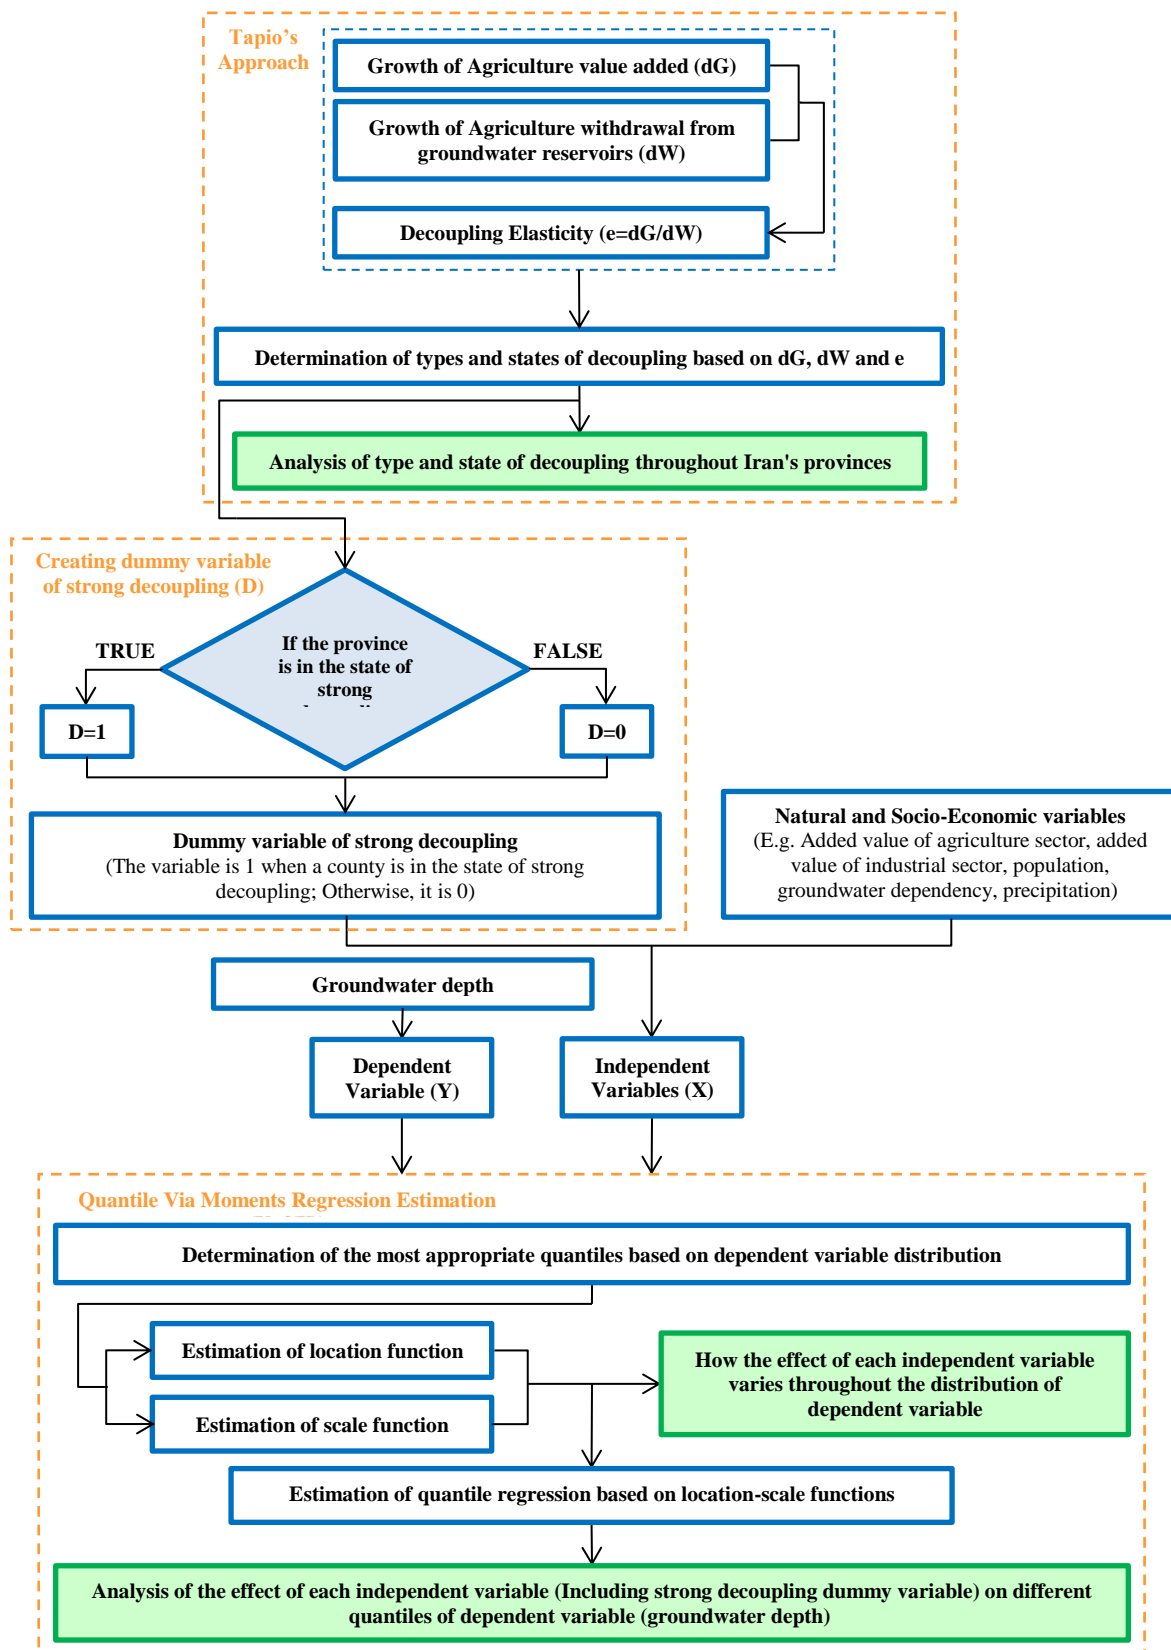 Tapio's
Approach
Growth of Agriculture value added (dG)
Growth of Agriculture withdrawal from
groundwater reservoirs (dW)
Decoupling Elasticity (e=dG/dW)
Determination of types and states of decoupling based on dG, dW and e
Analysis of type and state of decoupling throughout Iran's provinces
Creating dummy variable
of strong decoupling (D)
If the province
is in the state of
strong
TRUE
FALSE
D=1
D=0
Dummy variable of strong decoupling
(The variable is 1 when a county is in the state of strong
decoupling; Otherwise, it is 0)
Natural and Socio-Economic variables
(E.g. Added value of agriculture sector, added
value of industrial sector, population,
groundwater dependency, precipitation)
Groundwater depth
Dependent
Variable (Y)
Independent
Variables (X)
Quantile Via Moments Regression Estimation
Determination of the most appropriate quantiles based on dependent variable distribution
Estimation of location function
Estimation of scale function
How the effect of each independent variable
varies throughout the distribution of
dependent variable
Estimation of quantile regression based on location-scale functions
Analysis of the effect of each independent variable (Including strong decoupling dummy variable) on different
quantiles of dependent variable (groundwater depth)